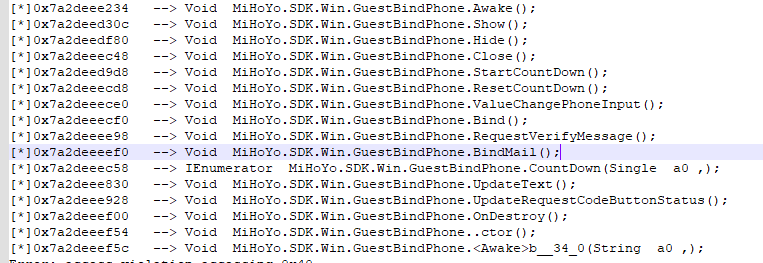 [*]0x7a2deee234 --> Void MiHoYo.SDK.Win.GuestBindPhone.Awake();
[*]0x7a2deed30c --> Void MiHoYo.SDK.Win.GuestBindPhone.Show();
[*]0x7a2deedf80 --> Void MiHoYo.SDK.Win.GuestBindPhone.Hide();
[*]0x7a2deeec48 --> Void MiHoYo.SDK.Win.GuestBindPhone.Close();
[*]0x7a2deed9d8 --> Void MiHoYo.SDK.Win.GuestBindPhone.StartCountDown();
[*]0x7a2deeecd8 --> Void MiHoYo.SDK.Win.GuestBindPhone.ResetCountDown();
[*]0x7a2deeece0 --> Void MiHoYo.SDK.Win.GuestBindPhone.ValueChangePhoneInput();
[*]0x7a2deeecf0 --> Void MiHoYo.SDK.Win.GuestBindPhone.Bind();
[*]0x7a2deeee98 --> Void MiHoYo.SDK.Win.GuestBindPhone.RequestVerifyMessage();
[*]0x7a2deeeef0 --> Void MiHoYo.SDK.Win.GuestBindPhone.BindMail();
[*]0x7a2deeec58 --> IEnumerator MiHoYo.SDK.Win.GuestBindPhone.CountDown(Single a0 ,);
[*]0x7a2deee830 --> Void MiHoYo.SDK.Win.GuestBindPhone.UpdateText();
[*]0x7a2deee928 --> Void MiHoYo.SDK.Win.GuestBindPhone.UpdateRequestCodeButtonStatus();
[*]0x7a2deeef00 --> Void MiHoYo.SDK.Win.GuestBindPhone.OnDestroy();
[*]0x7a2deeef54 --> Void MiHoYo.SDK.Win.GuestBindPhone..ctor();
[*]0x7a2deeef5c --> Void MiHoYo.SDK.Win.GuestBindPhone.<Awake>b__34_0(String a0 ,);
Error: access violation accessing 0x40